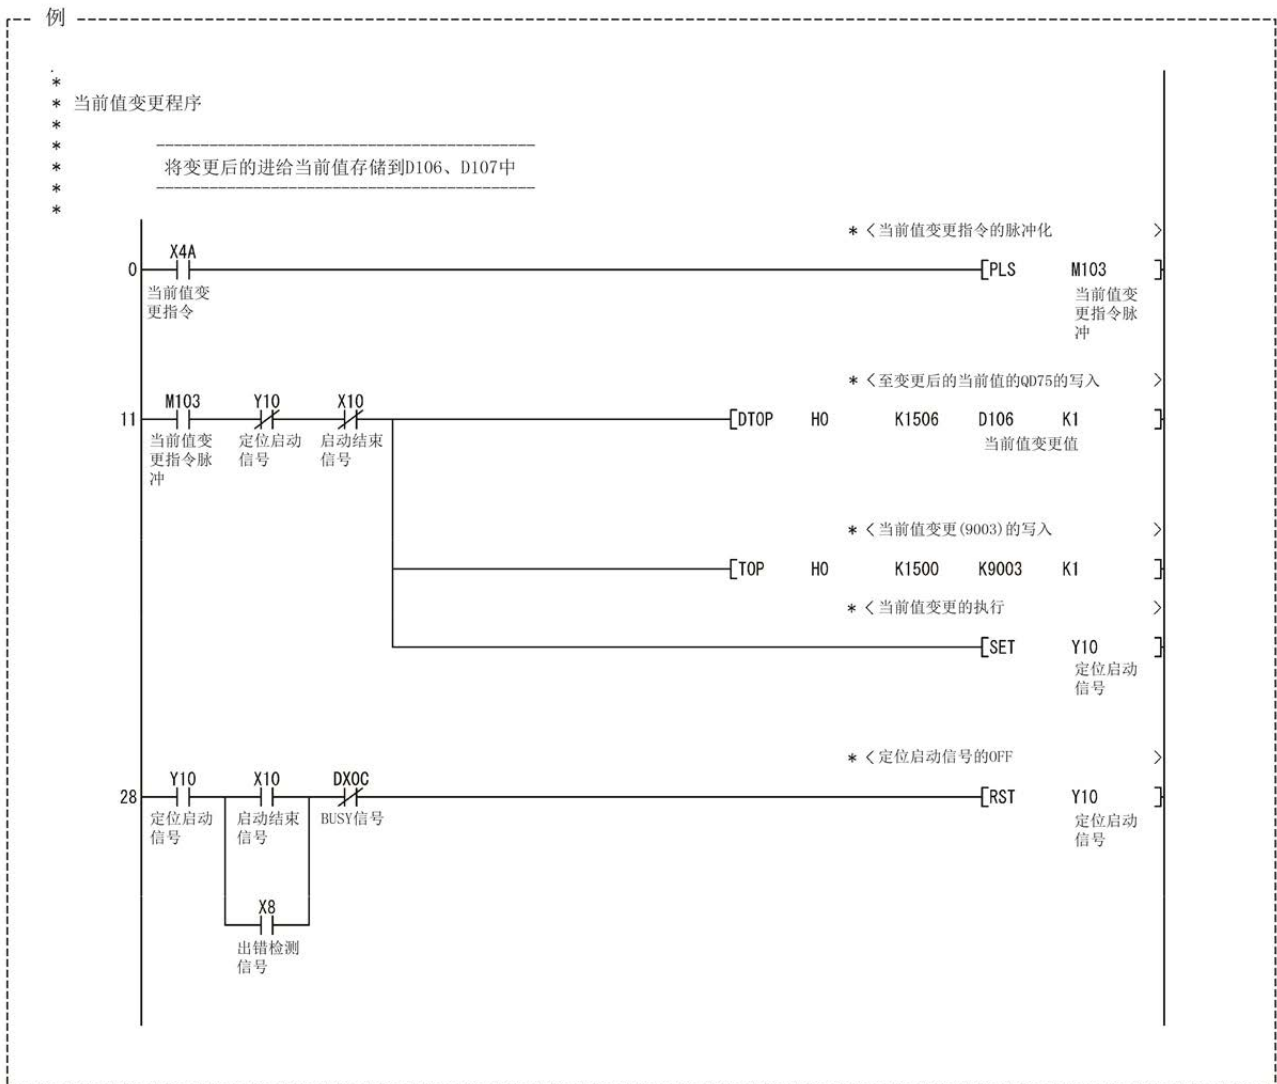 例
*
* 当前值变更程序
*
*
* 将变更后的进给当前值存储到D106、D107中
*
*
* <当前值变更指令的脉冲化 >
X4A
0 [PLS M103 ]
当前值变 当前值变
更指令 更指令脉
冲
* <至变更后的当前值的QD75的写入 >
M103 Y10 X10
11 [DTOP H0 K1506 D106 K1 ]
当前值变 定位启动 启动结束 当前值变更值
更指令脉 信号 信号
冲
* <当前值变更(9003)的写入 >
[TOP H0 K1500 K9003 K1 ]
* <当前值变更的执行 >
[SET Y10 ]
定位启动
信号
* <定位启动信号的OFF >
Y10 X10 DX0C
28 [RST Y10 ]
定位启动 启动结束 BUSY信号 定位启动
信号 信号 信号
X8
出错检测
信号